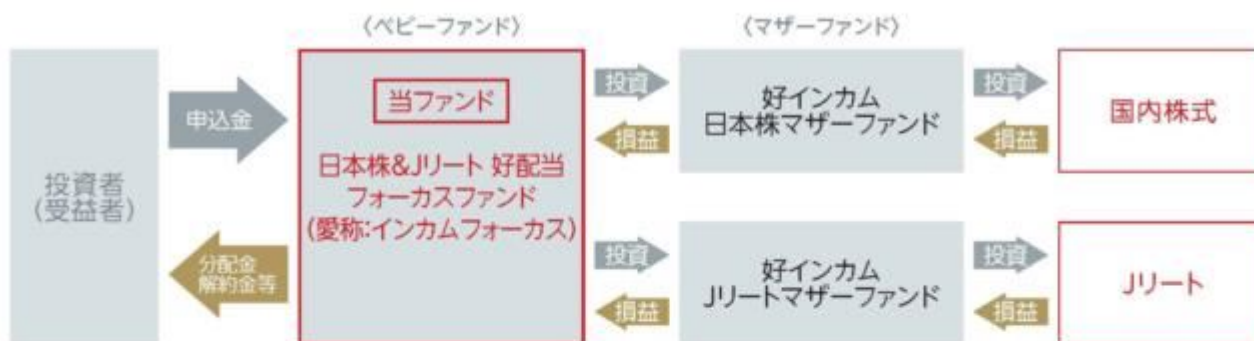 〈ベビーファンド〉
〈マザーファンド〉
投資者
(受益者)
申込金
分配金
解約金等
当ファンド
日本株&Jリート 好配当
フォーカスファンド
(愛称:インカムフォーカス)
投資
損益
好インカム
日本株マザーファンド
投資
損益
国内株式
投資
損益
好インカム
Jリートマザーファンド
投資
損益
Jリート